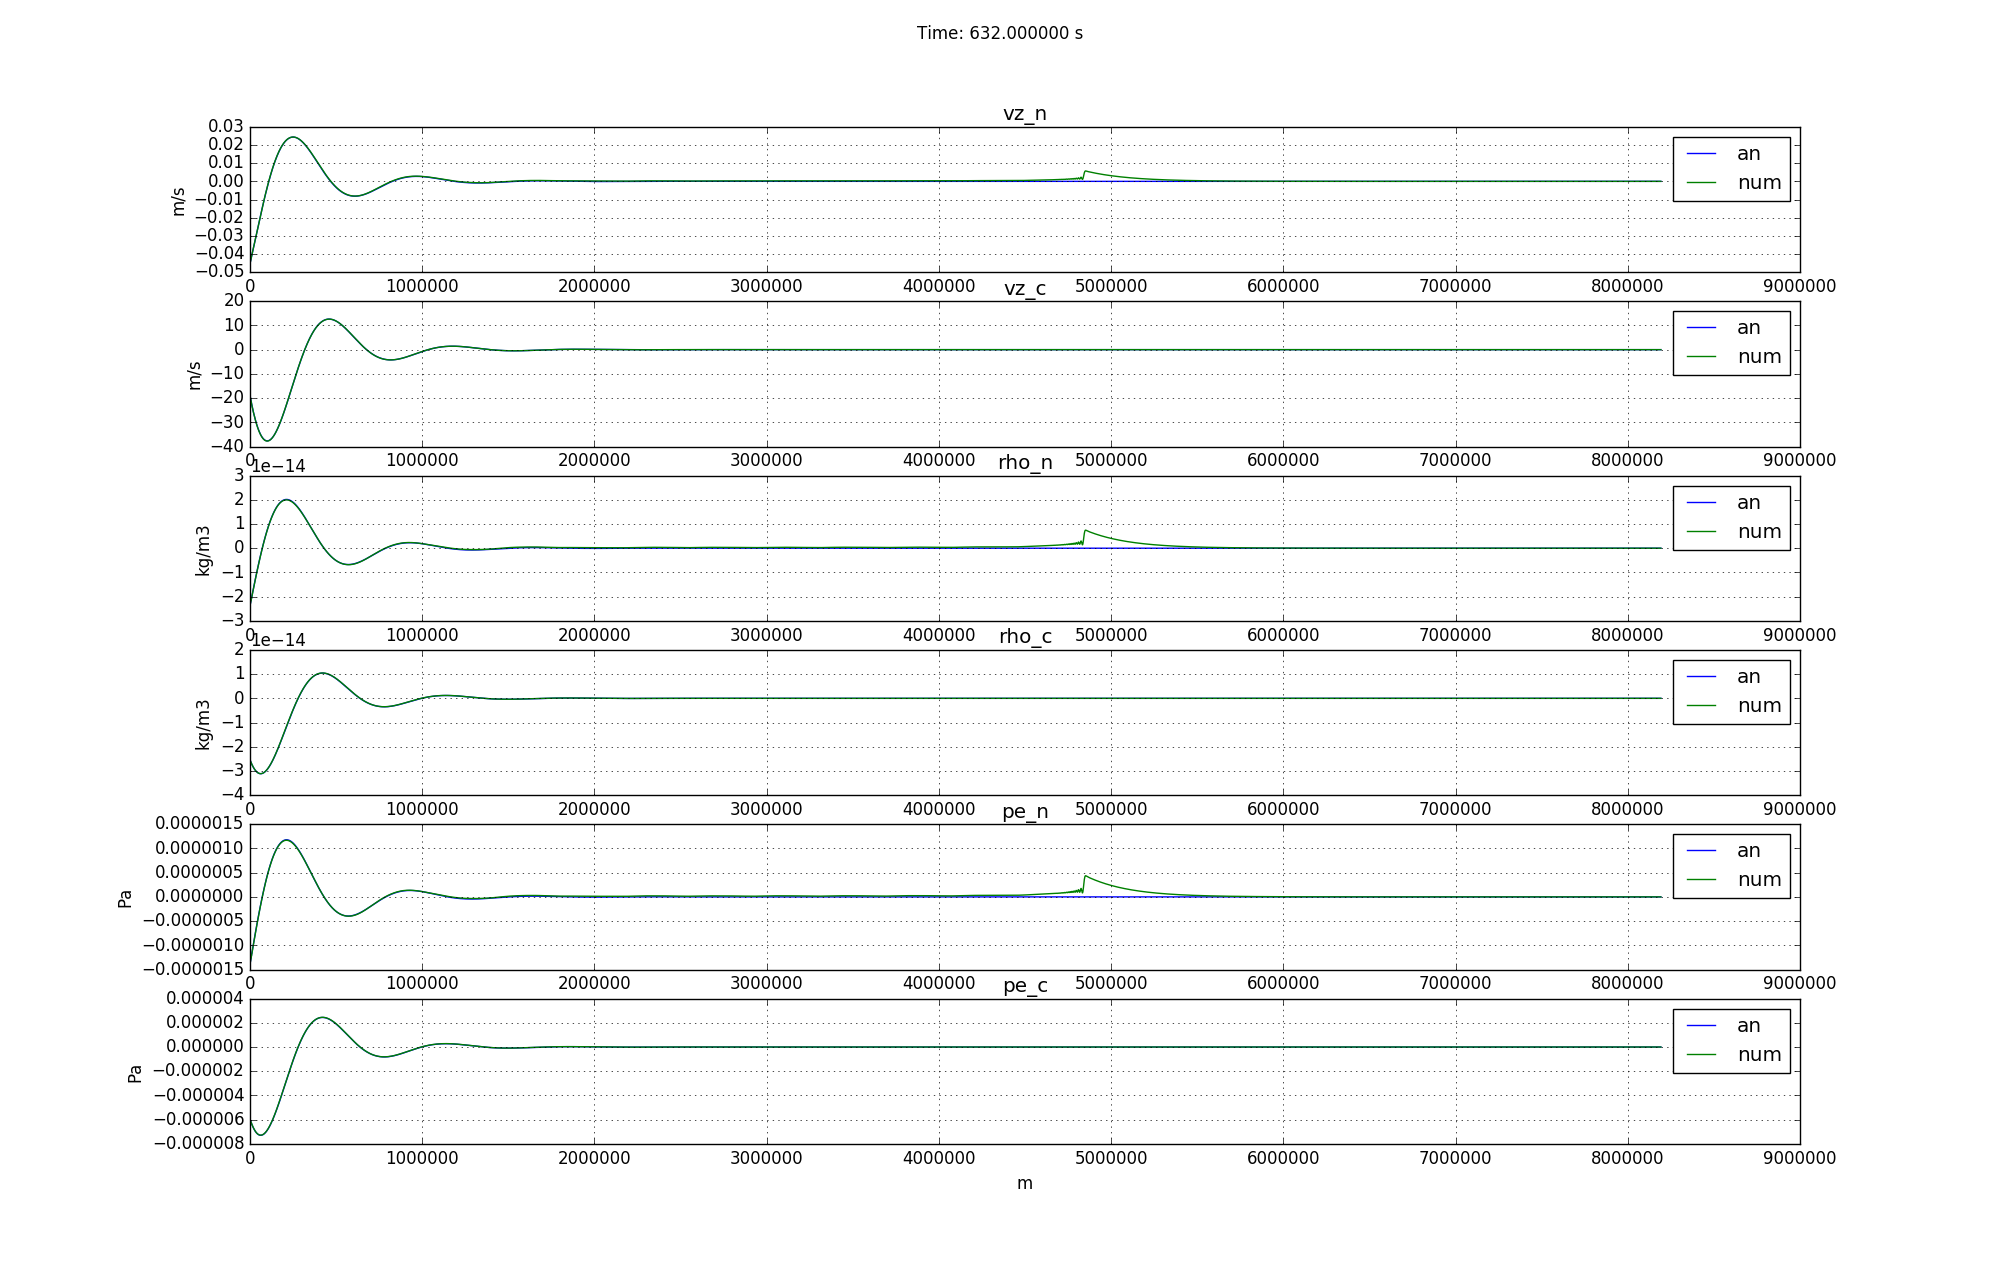 Time: 632.000000 s
vz_n
0.03
0.02
0.01
0.00
−0.01
−0.02
−0.03
−0.04
−0.05
m/s
an
num
0 1000000 2000000 3000000 4000000 5000000 6000000 7000000 8000000 9000000
vz_c
20
10
0
−10
−20
−30
−40
m/s
an
num
0 1000000 2000000 3000000 4000000 5000000 6000000 7000000 8000000 9000000
1e−14
rho_n
3
2
1
0
−1
−2
−3
kg/m3
an
num
0 1000000 2000000 3000000 4000000 5000000 6000000 7000000 8000000 9000000
1e−14
rho_c
2
1
0
−1
−2
−3
−4
kg/m3
an
num
0 1000000 2000000 3000000 4000000 5000000 6000000 7000000 8000000 9000000
pe_n
0.0000015
0.0000010
0.0000005
0.0000000
−0.0000005
−0.0000010
−0.0000015
Pa
an
num
0 1000000 2000000 3000000 4000000 5000000 6000000 7000000 8000000 9000000
pe_c
0.000004
0.000002
0.000000
−0.000002
−0.000004
−0.000006
−0.000008
Pa
an
num
0 1000000 2000000 3000000 4000000 5000000 6000000 7000000 8000000 9000000
m